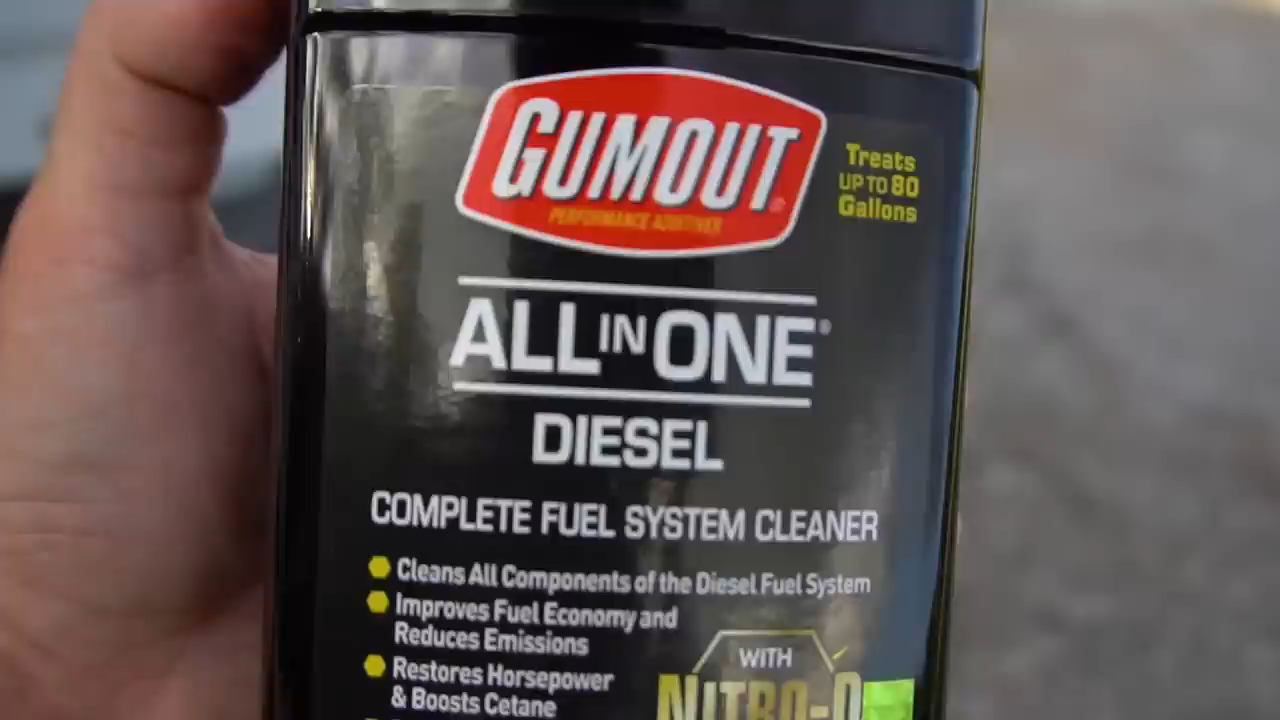 GUMOUT
PERFORMANCE ADDITIVES
Treats
UP TO 80
Gallons
ALL IN ONE
DIESEL
COMPLETE FUEL SYSTEM CLEANER
Cleans All Components of the Diesel Fuel System
Improves Fuel Economy and
Reduces Emissions
Restores Horsepower
& Boosts Cetane
WITH